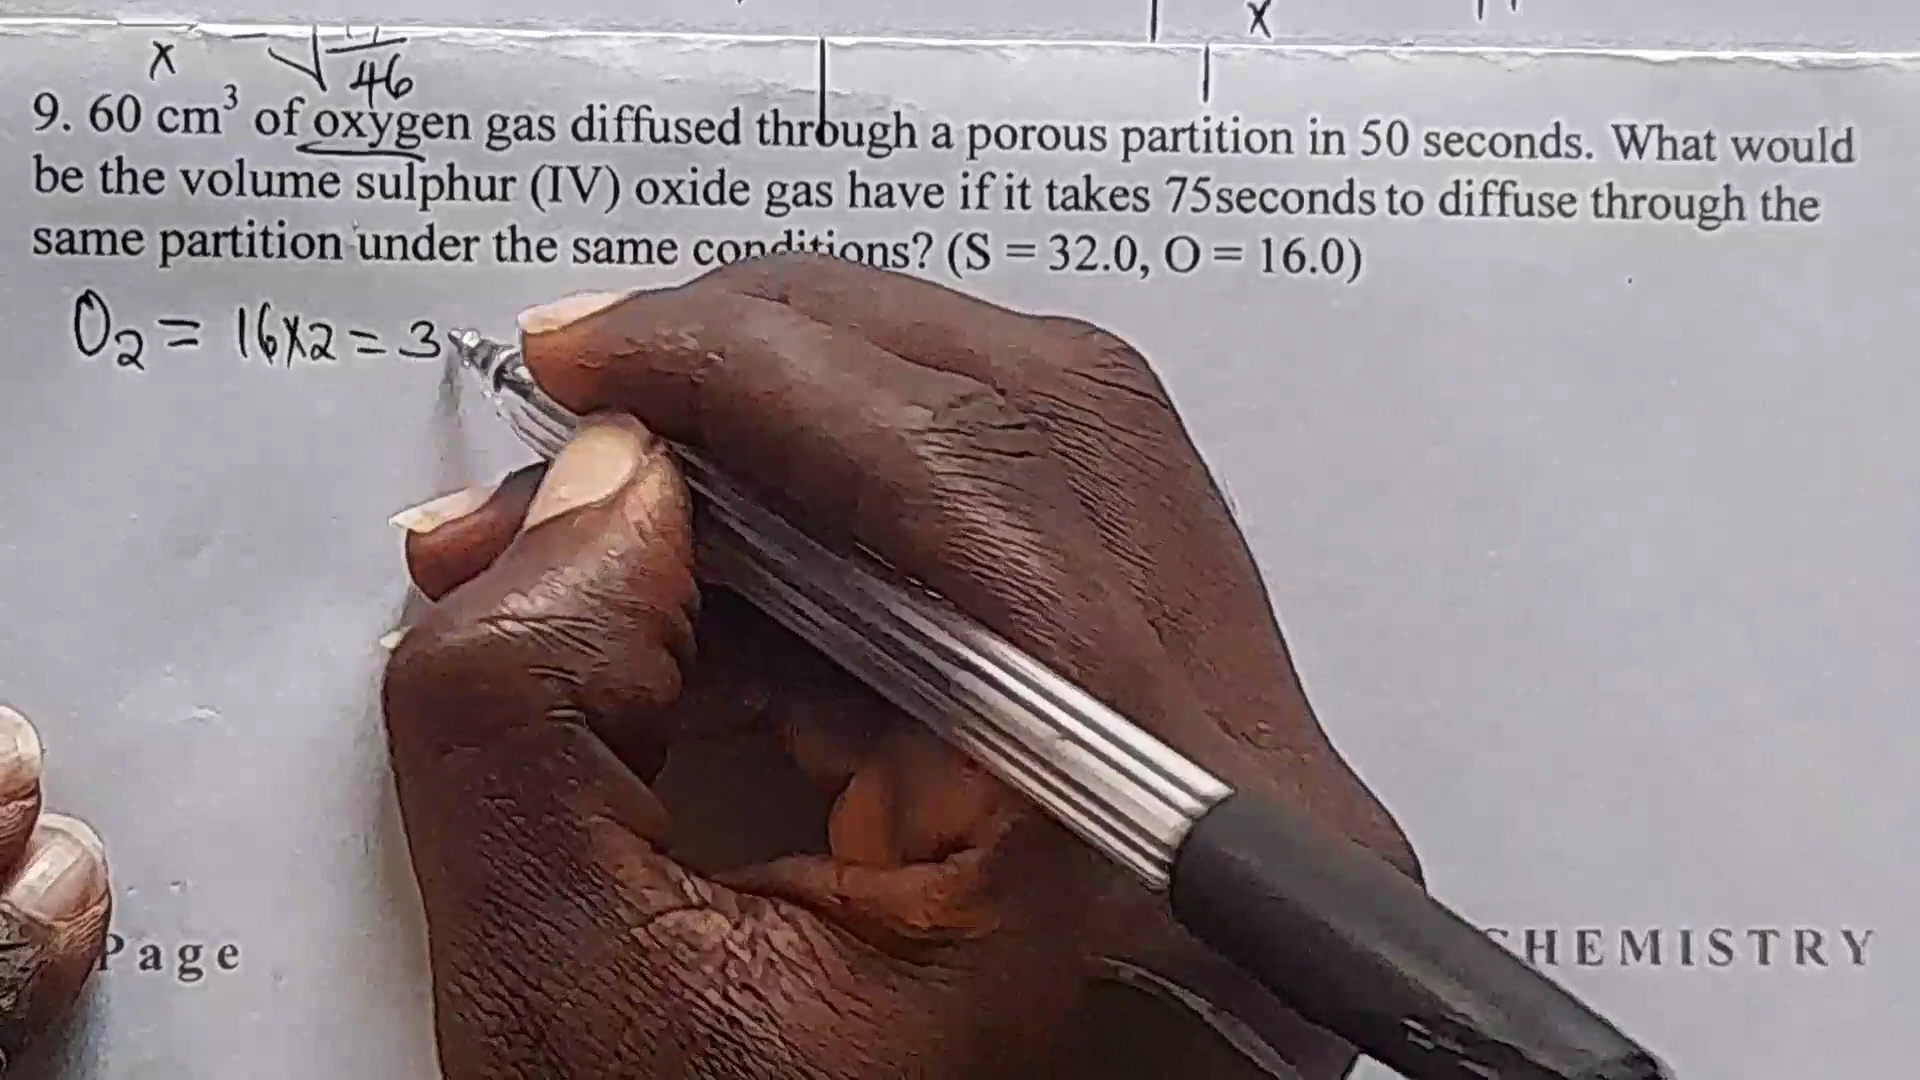 x
x √ 46
9. 60 cm³ of oxygen gas diffused through a porous partition in 50 seconds. What would
be the volume sulphur (IV) oxide gas have if it takes 75seconds to diffuse through the
same partition under the same conditions? (S = 32.0, O = 16.0)
O₂ = 16x2 = 3
Page
CHEMISTRY